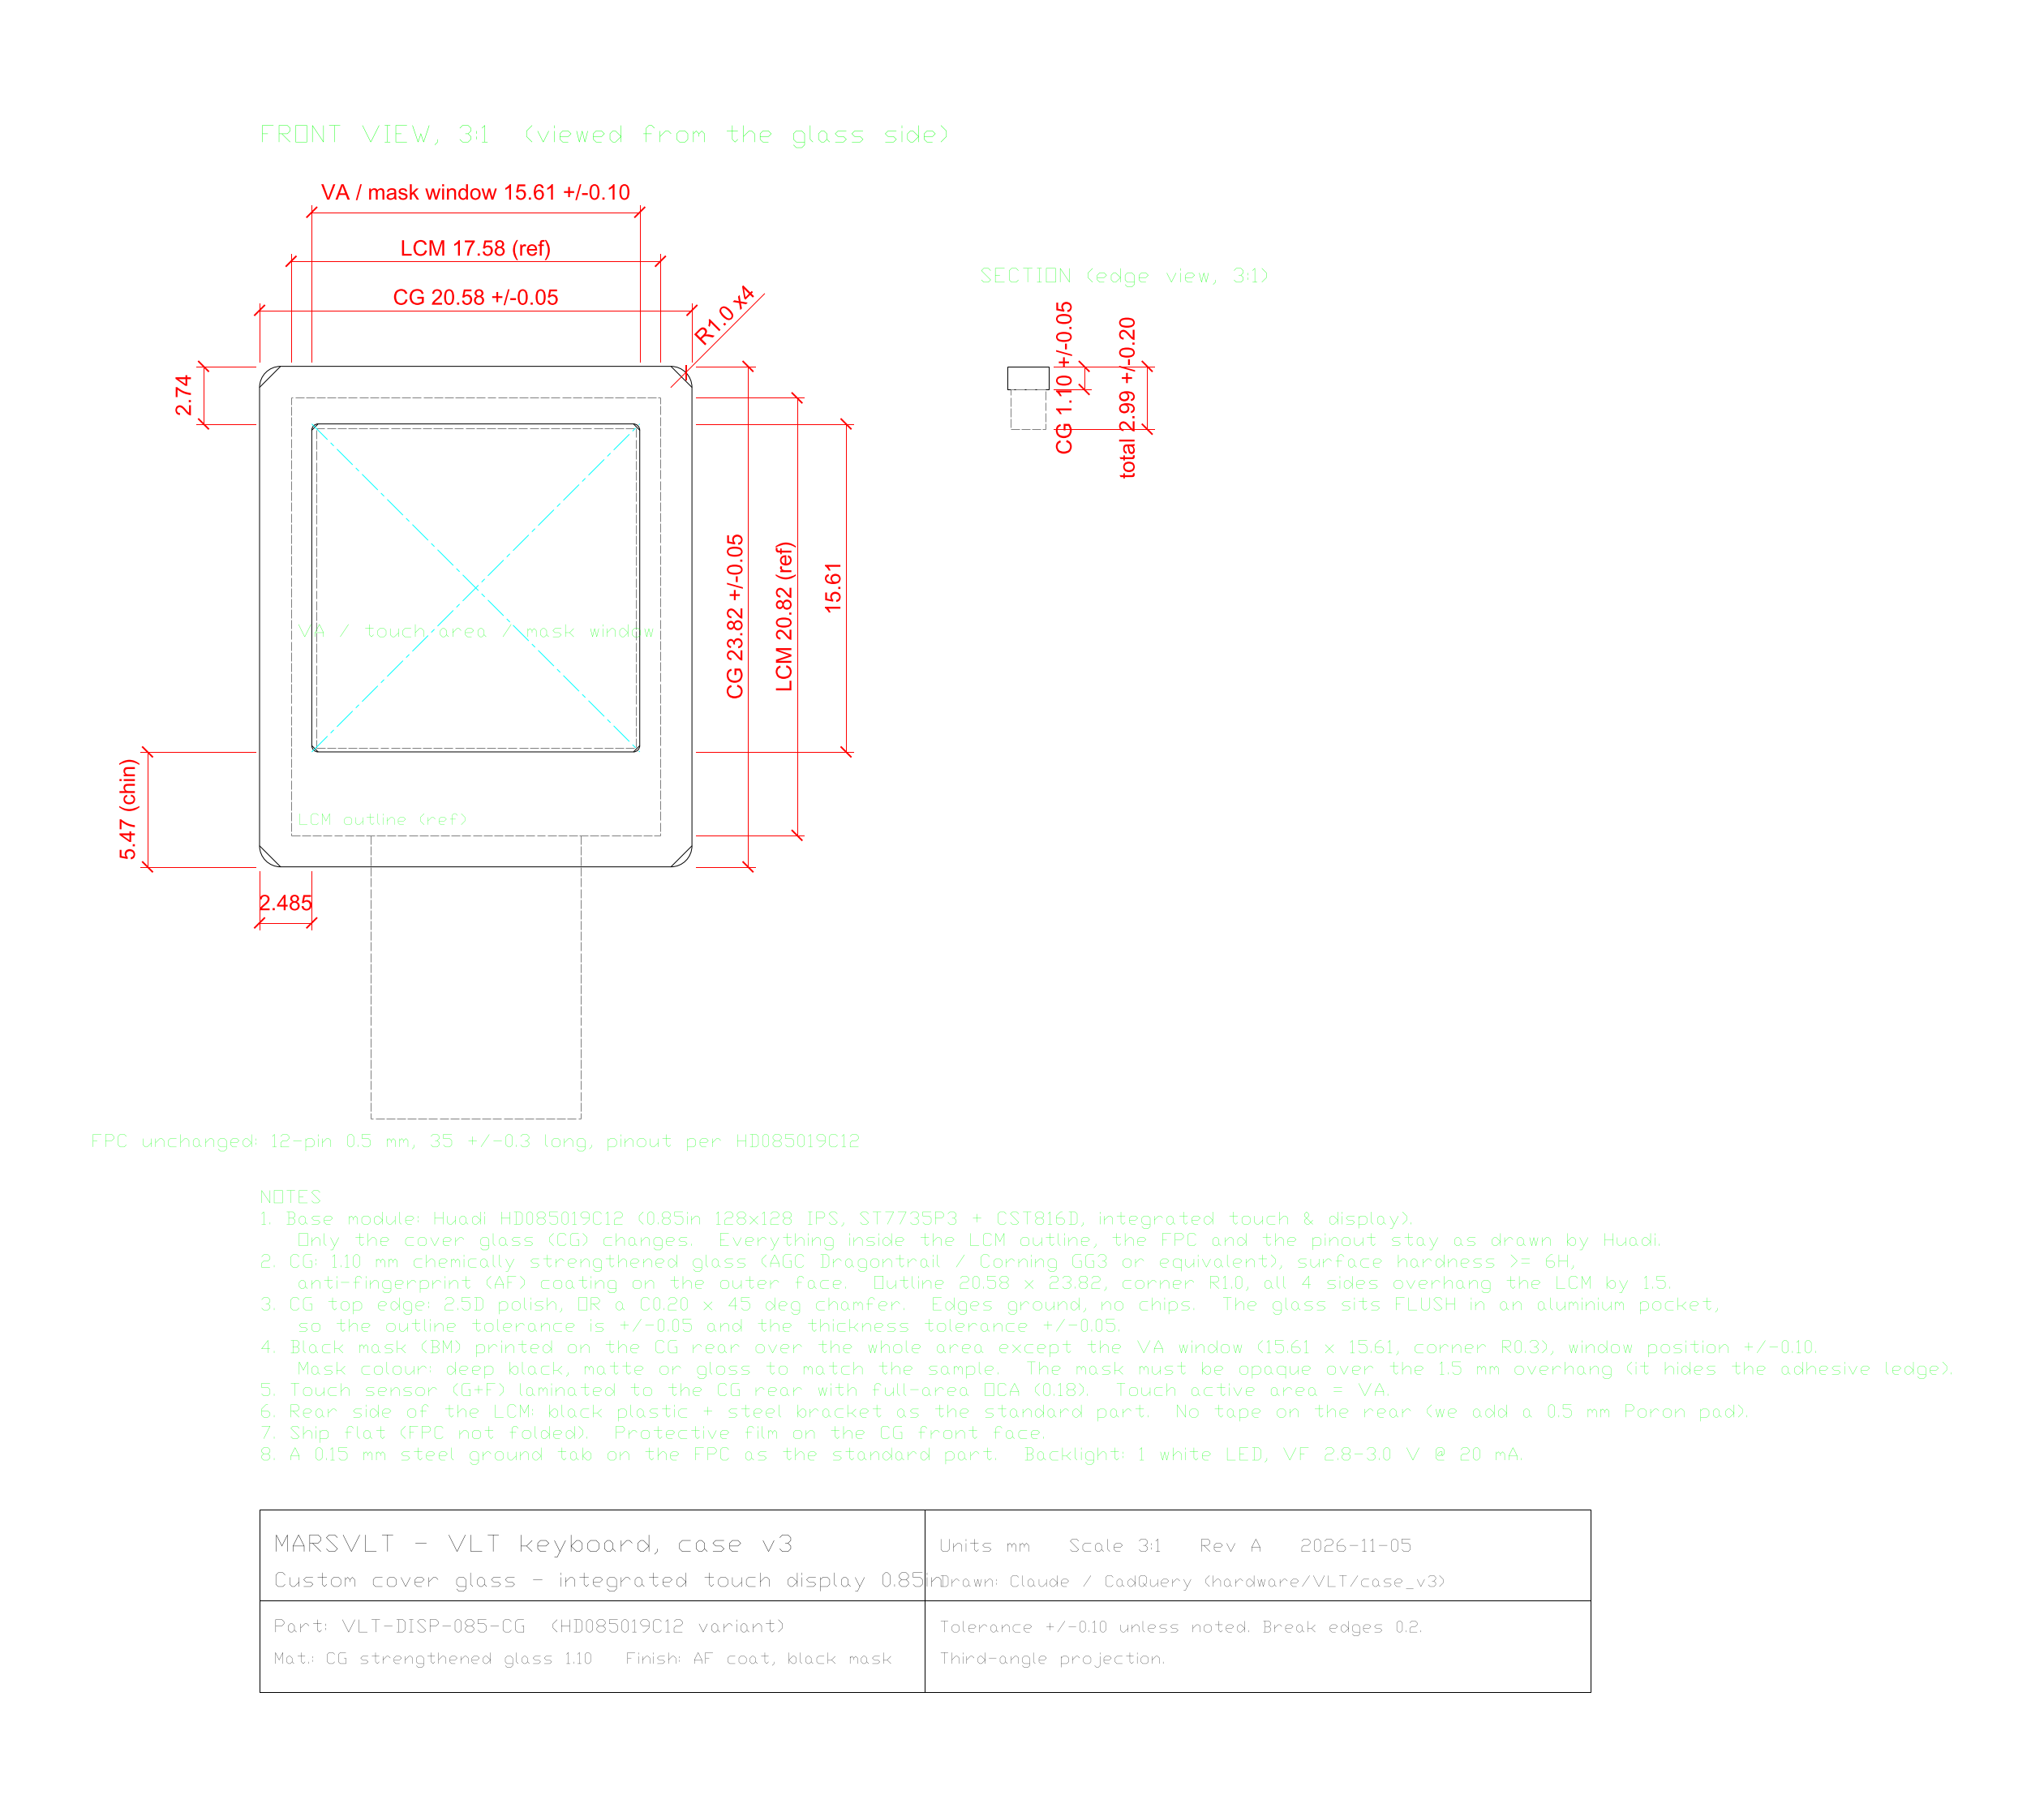 FRONT VIEW, 3:1 (viewed from the glass side)
VA / mask window 15.61 +/-0.10
LCM 17.58 (ref)
CG 20.58 +/-0.05
R1.0 x4
2.74
CG 23.82 +/-0.05
LCM 20.82 (ref)
15.61
VA / touch area / mask window
LCM outline (ref)
5.47 (chin)
2.485
SECTION (edge view, 3:1)
CG 1.10 +/-0.05
total 2.99 +/-0.20
FPC unchanged: 12-pin 0.5 mm, 35 +/-0.3 long, pinout per HD085019C12
NOTES
1. Base module: Huadi HD085019C12 (0.85in 128x128 IPS, ST7735P3 + CST816D, integrated touch & display).
Only the cover glass (CG) changes. Everything inside the LCM outline, the FPC and the pinout stay as drawn by Huadi.
2. CG: 1.10 mm chemically strengthened glass (AGC Dragontrail / Corning GG3 or equivalent), surface hardness >= 6H,
anti-fingerprint (AF) coating on the outer face. Outline 20.58 x 23.82, corner R1.0, all 4 sides overhang the LCM by 1.5.
3. CG top edge: 2.5D polish, OR a C0.20 x 45 deg chamfer. Edges ground, no chips. The glass sits FLUSH in an aluminium pocket,
so the outline tolerance is +/-0.05 and the thickness tolerance +/-0.05.
4. Black mask (BM) printed on the CG rear over the whole area except the VA window (15.61 x 15.61, corner R0.3), window position +/-0.10.
Mask colour: deep black, matte or gloss to match the sample. The mask must be opaque over the 1.5 mm overhang (it hides the adhesive ledge).
5. Touch sensor (G+F) laminated to the CG rear with full-area OCA (0.18). Touch active area = VA.
6. Rear side of the LCM: black plastic + steel bracket as the standard part. No tape on the rear (we add a 0.5 mm Poron pad).
7. Ship flat (FPC not folded). Protective film on the CG front face.
8. A 0.15 mm steel ground tab on the FPC as the standard part. Backlight: 1 white LED, VF 2.8-3.0 V @ 20 mA.
MARSVLT - VLT keyboard, case v3
Custom cover glass - integrated touch display 0.85in
Units mm Scale 3:1 Rev A 2026-11-05
Drawn: Claude / CadQuery (hardware/VLT/case_v3)
Part: VLT-DISP-085-CG (HD085019C12 variant)
Mat.: CG strengthened glass 1.10 Finish: AF coat, black mask
Tolerance +/-0.10 unless noted. Break edges 0.2.
Third-angle projection.